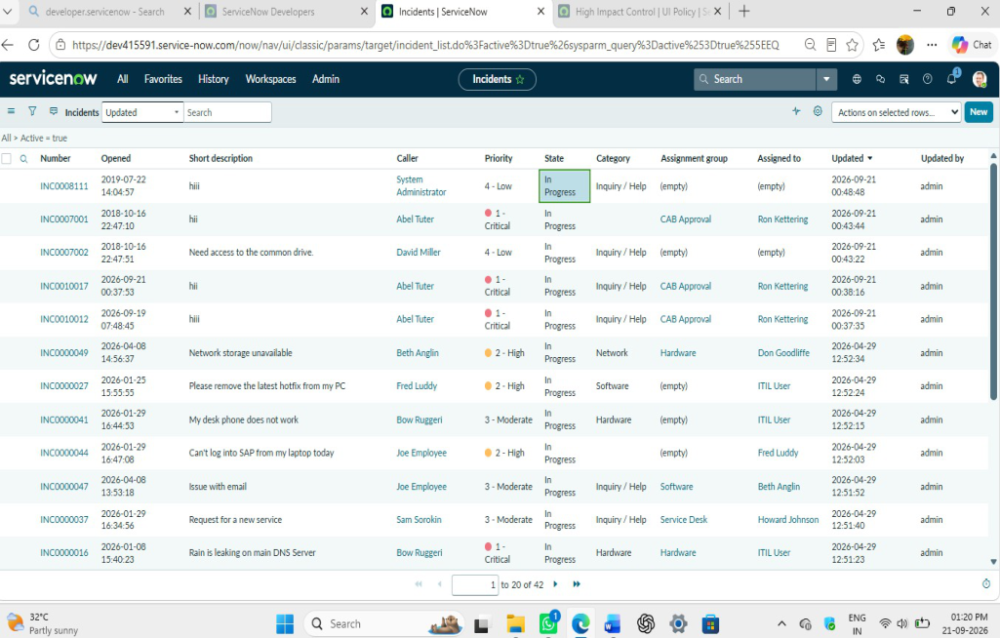 developer.servicenow - Search
ServiceNow Developers
Incidents | ServiceNow
High Impact Control | UI Policy | S
https://dev415591.service-now.com/now/nav/ui/classic/params/target/incident_list.do%3Factive%3Dtrue%26sysparm_query%3Dactive%253Dtrue%255EEQ
Chat
servicenow All Favorites History Workspaces Admin Incidents Search 1
Incidents Updated Search Actions on selected rows... New
All > Active = true
Number Opened Short description Caller Priority State Category Assignment group Assigned to Updated Updated by
INC0008111 2019-07-22 14:04:57 hiii System Administrator 4 - Low In Progress Inquiry / Help (empty) (empty) 2026-09-21 00:48:48 admin
INC0007001 2018-10-16 22:47:10 hii Abel Tuter 1 - Critical In Progress CAB Approval Ron Kettering 2026-09-21 00:43:44 admin
INC0007002 2018-10-16 22:47:51 Need access to the common drive. David Miller 4 - Low In Progress Inquiry / Help (empty) (empty) 2026-09-21 00:43:22 admin
INC0010017 2026-09-21 00:37:53 hii Abel Tuter 1 - Critical In Progress Inquiry / Help CAB Approval Ron Kettering 2026-09-21 00:38:16 admin
INC0010012 2026-09-19 07:48:45 hiii Abel Tuter 1 - Critical In Progress Inquiry / Help CAB Approval Ron Kettering 2026-09-21 00:37:35 admin
INC0000049 2026-04-08 14:56:37 Network storage unavailable Beth Anglin 2 - High In Progress Network Hardware Don Goodliffe 2026-04-29 12:52:34 admin
INC0000027 2026-01-25 15:55:55 Please remove the latest hotfix from my PC Fred Luddy 2 - High In Progress Software (empty) ITIL User 2026-04-29 12:52:24 admin
INC0000041 2026-01-29 16:44:53 My desk phone does not work Bow Ruggeri 3 - Moderate In Progress Hardware (empty) ITIL User 2026-04-29 12:52:15 admin
INC0000044 2026-01-29 16:47:08 Can't log into SAP from my laptop today Joe Employee 2 - High In Progress (empty) Fred Luddy 2026-04-29 12:52:03 admin
INC0000047 2026-04-08 13:53:18 Issue with email Joe Employee 3 - Moderate In Progress Inquiry / Help Software Beth Anglin 2026-04-29 12:51:52 admin
INC0000037 2026-01-29 16:34:56 Request for a new service Sam Sorokin 3 - Moderate In Progress Inquiry / Help Service Desk Howard Johnson 2026-04-29 12:51:40 admin
INC0000016 2026-01-08 15:40:23 Rain is leaking on main DNS Server Bow Ruggeri 1 - Critical In Progress Hardware Hardware ITIL User 2026-04-29 12:51:23 admin
1 to 20 of 42
32°C
Partly sunny
Search
1
ENG
IN
01:20 PM
21-09-2026